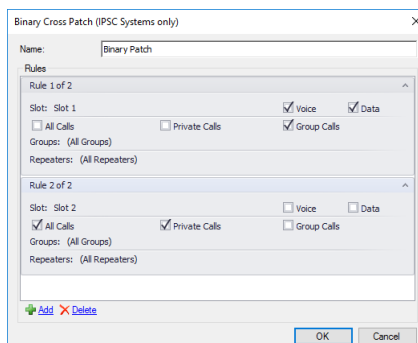 Binary Cross Patch (IPSC Systems only)
Name: Binary Patch
Rules
Rule 1 of 2
Slot: Slot 1 Voice Data
All Calls Private Calls Group Calls
Groups: (All Groups)
Repeaters: (All Repeaters)
Rule 2 of 2
Slot: Slot 2 Voice Data
All Calls Private Calls Group Calls
Groups: (All Groups)
Repeaters: (All Repeaters)
Add Delete
OK Cancel